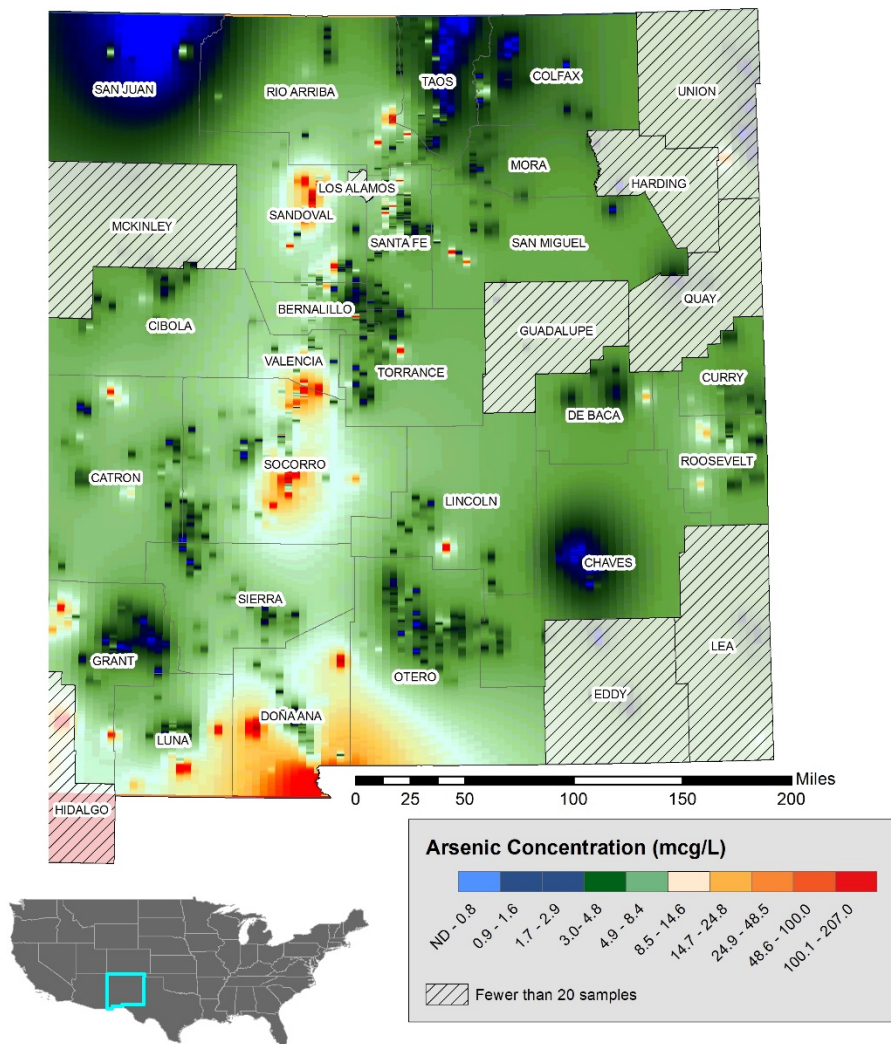 SAN JUAN
RIO ARRIBA
TAOS
COLFAX
UNION
MORA
HARDING
LOS ALAMOS
SANDOVAL
MCKINLEY
SANTA FE
SAN MIGUEL
QUAY
BERNALILLO
CIBOLA
GUADALUPE
VALENCIA
TORRANCE
CURRY
DE BACA
ROOSEVELT
SOCORRO
CATRON
LINCOLN
CHAVES
SIERRA
GRANT
OTERO
LEA
EDDY
DOÑA ANA
LUNA
HIDALGO
Miles
0 25 50 100 150 200
Arsenic Concentration (mcg/L)
ND - 0.8
0.9 - 1.6
1.7 - 2.9
3.0-4.8
4.9 - 8.4
8.5 - 14.6
14.7 - 24.8
24.9 - 48.5
48.6 - 100.0
100.1 - 207.0
Fewer than 20 samples